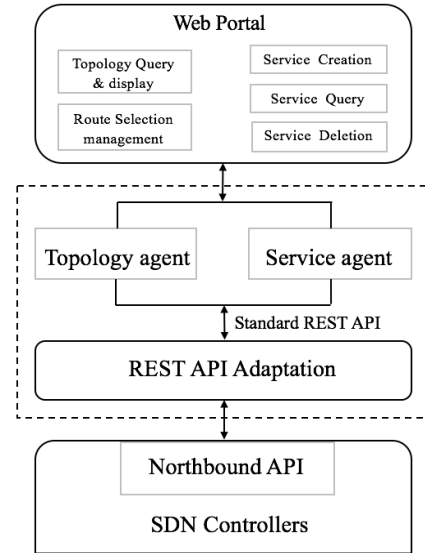 Web Portal
Topology Query
& display
Route Selection
management
Service Creation
Service Query
Service Deletion
Topology agent
Service agent
Standard REST API
REST API Adaptation
Northbound API
SDN Controllers